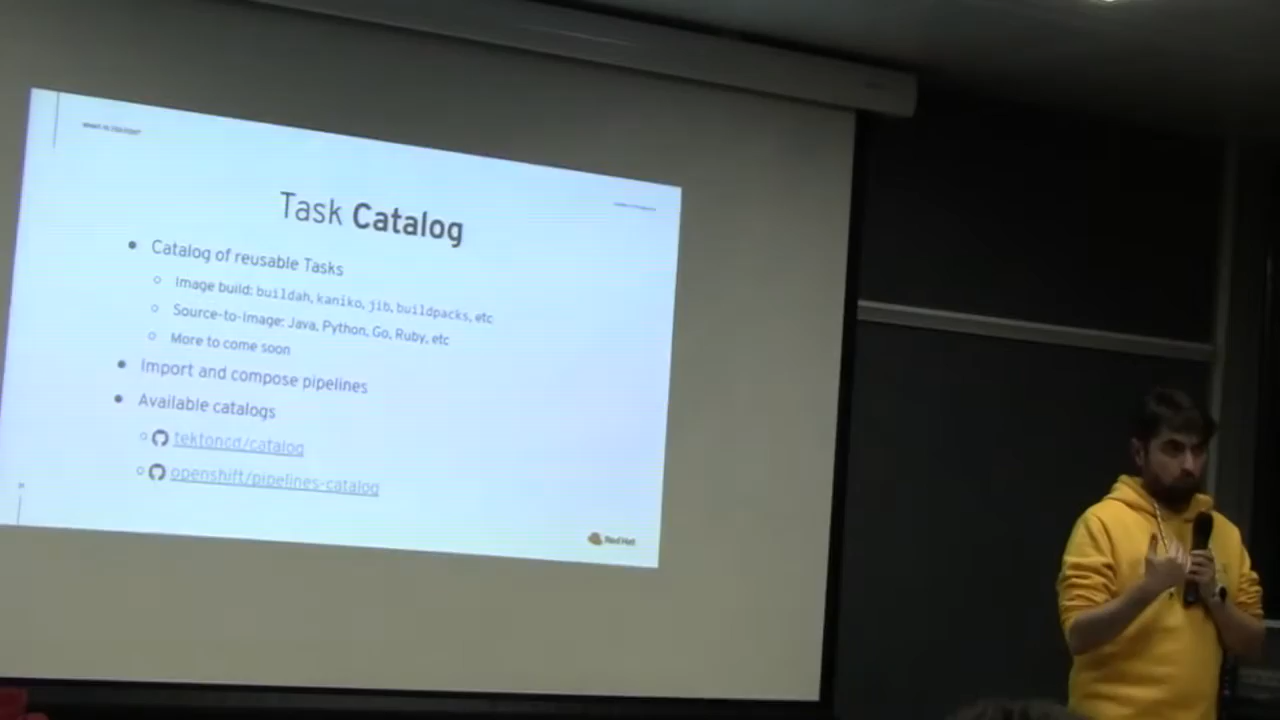 Task Catalog
● Catalog of reusable Tasks
○ Image build: buildah, kaniko, jib, buildpacks, etc
○ Source-to-Image: Java, Python, Go, Ruby, etc
○ More to come soon
● Import and compose pipelines
● Available catalogs
○ tektoncd/catalog
○ openshift/pipelines-catalog
Red Hat